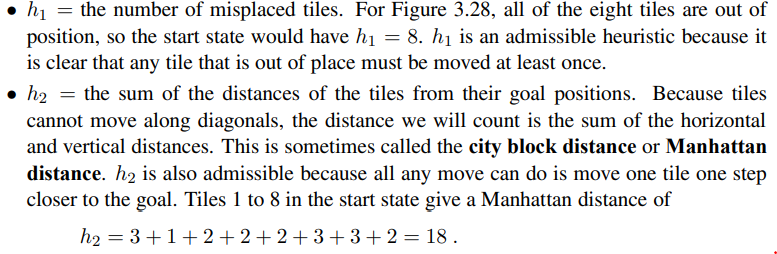 • h₁ = the number of misplaced tiles. For Figure 3.28, all of the eight tiles are out of
position, so the start state would have h₁ = 8. h₁ is an admissible heuristic because it
is clear that any tile that is out of place must be moved at least once.
• h₂ = the sum of the distances of the tiles from their goal positions. Because tiles
cannot move along diagonals, the distance we will count is the sum of the horizontal
and vertical distances. This is sometimes called the city block distance or Manhattan
distance. h₂ is also admissible because all any move can do is move one tile one step
closer to the goal. Tiles 1 to 8 in the start state give a Manhattan distance of
h₂ = 3 + 1 + 2 + 2 + 2 + 3 + 3 + 2 = 18 .